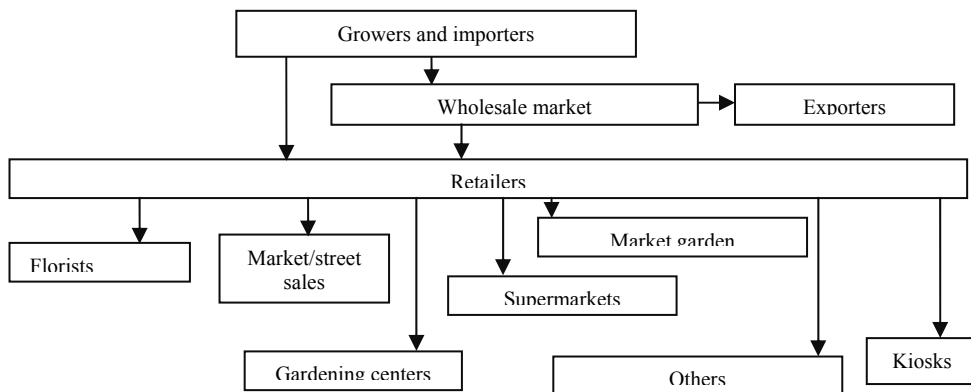 Growers and importers
Wholesale market
Exporters
Retailers
Market garden
Florists
Market/street
sales
Supermarkets
Kiosks
Gardening centers
Others